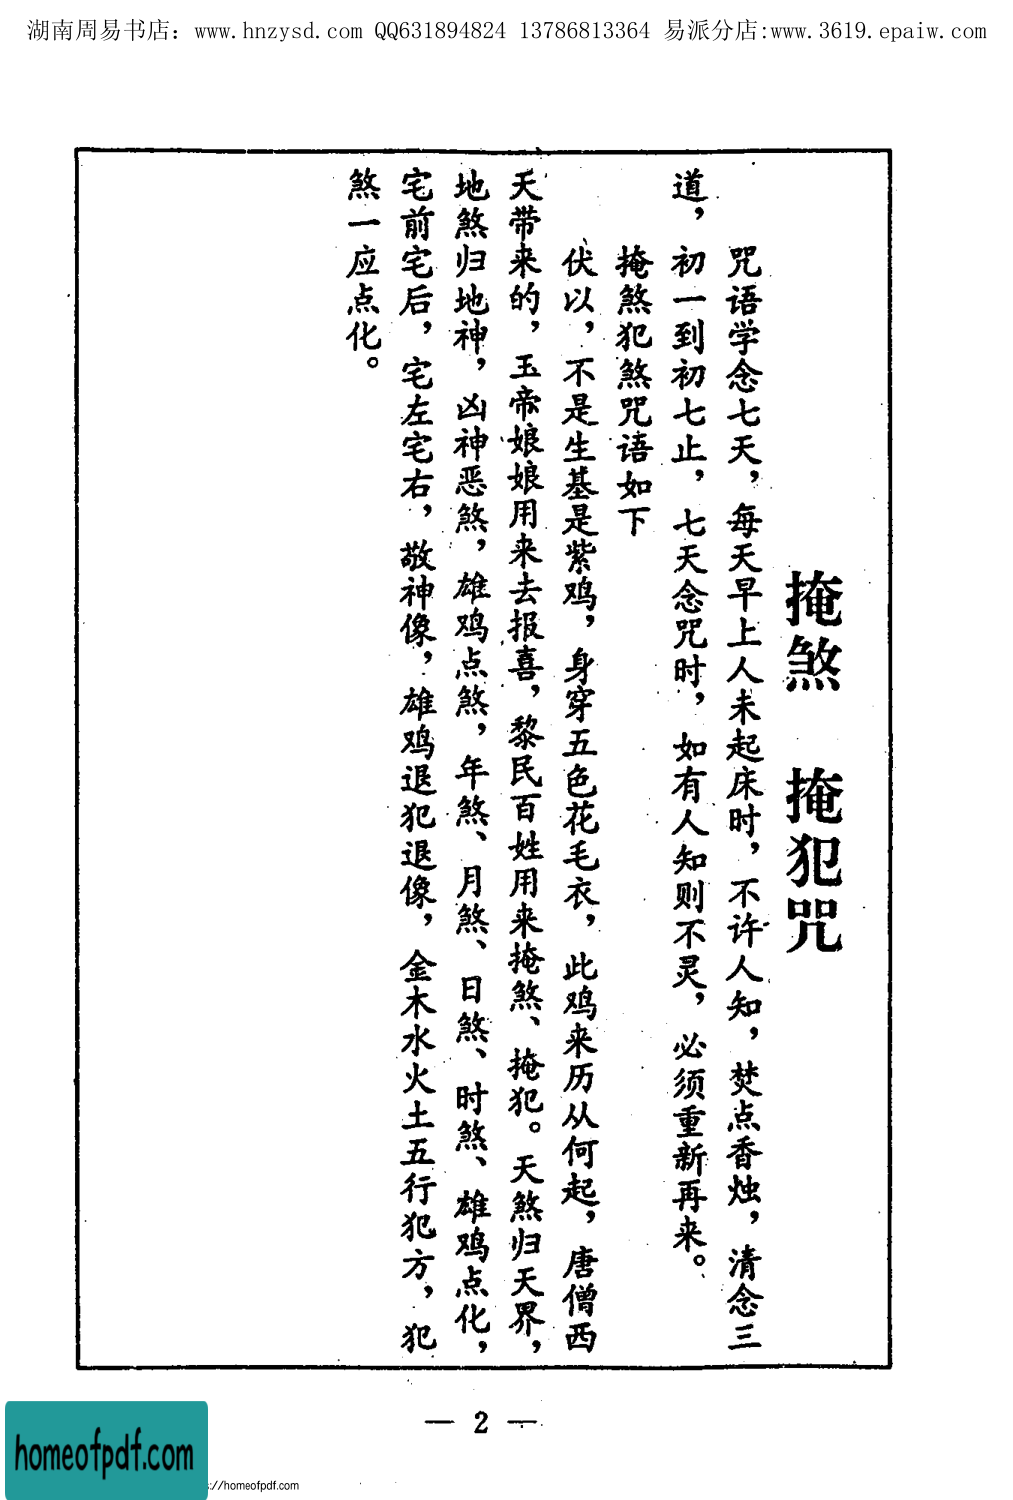 湖南周易书店：www.hnzysd.com QQ631894824 13786813364 易派分店:www.3619.epaiw.com
掩煞　掩犯咒
咒语学念七天，每天早上人未起床时，不许人知，焚点香烛，清念三
道，初一到初七止，七天念咒时，如有人知则不灵，必须重新再来。
掩煞犯煞咒语如下
伏以，不是生基是紫鸡，身穿五色花毛衣，此鸡来历从何起，唐僧西
天带来的，玉帝娘娘用来去报喜，黎民百姓用来掩煞、掩犯。天煞归天界，
地煞归地神，凶神恶煞，雄鸡点煞，年煞、月煞、日煞、时煞、雄鸡点化，
宅前宅后，宅左宅右，敬神像，雄鸡退犯退像，金木水火土五行犯方，犯
煞一应点化。
— 2 —
homeofpdf.com
s://homeofpdf.com